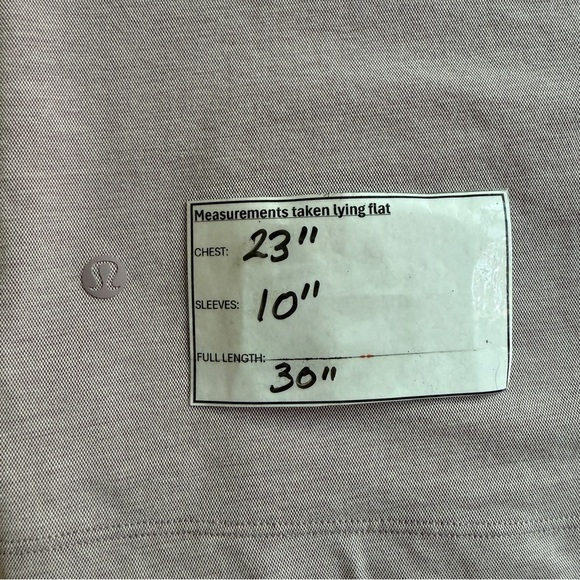 Measurements taken lying flat
CHEST: 23"
SLEEVES: 10"
FULL LENGTH:
30"